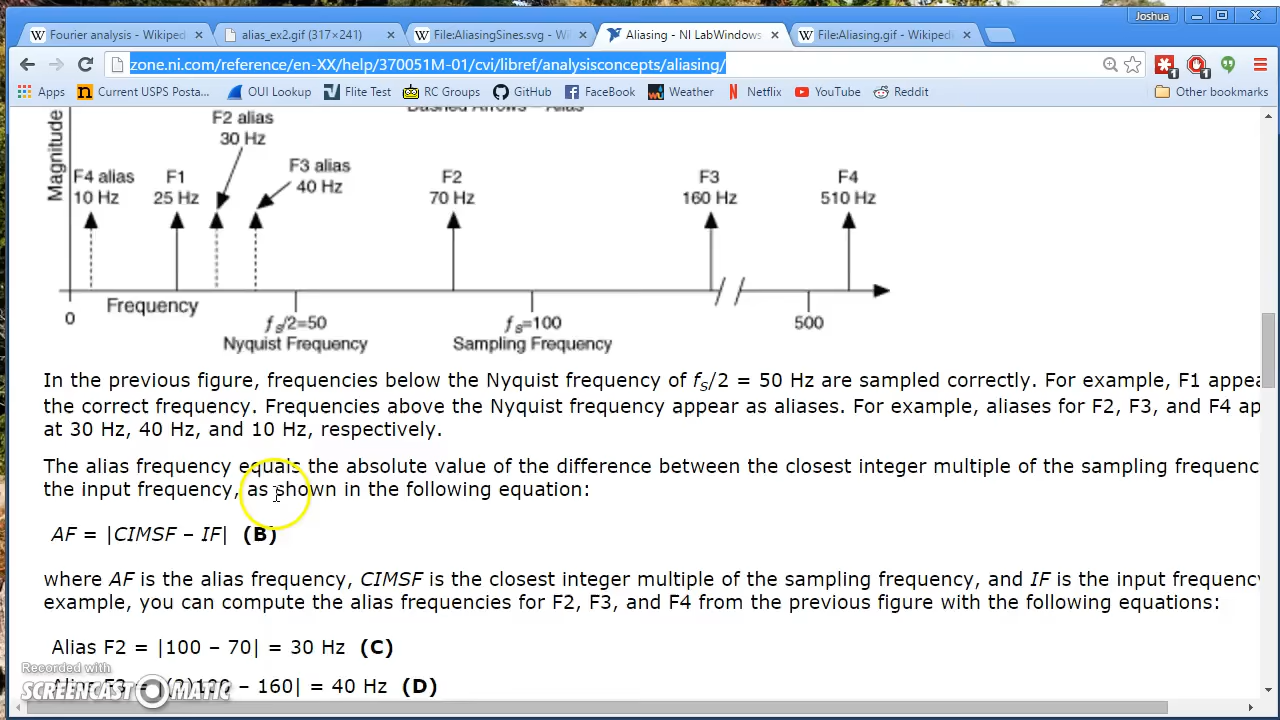 Joshua
Fourier analysis - Wikiped
alias_ex2.gif (317×241)
File:AliasingSines.svg - Wi
Aliasing - NI LabWindows
File:Aliasing.gif - Wikiped
zone.ni.com/reference/en-XX/help/370051M-01/cvi/libref/analysisconcepts/aliasing/
Apps
Current USPS Posta...
OUI Lookup
Flite Test
RC Groups
GitHub
FaceBook
Weather
Netflix
YouTube
Reddit
Other bookmarks
Dashed Arrows – Alias
Magnitude
F2 alias
30 Hz
F3 alias
40 Hz
F4 alias
10 Hz
F1
25 Hz
F2
70 Hz
F3
160 Hz
F4
510 Hz
Frequency
0
fs/2=50
Nyquist Frequency
fs=100
Sampling Frequency
500
In the previous figure, frequencies below the Nyquist frequency of fs/2 = 50 Hz are sampled correctly. For example, F1 appea
the correct frequency. Frequencies above the Nyquist frequency appear as aliases. For example, aliases for F2, F3, and F4 ap
at 30 Hz, 40 Hz, and 10 Hz, respectively.
The alias frequency equals the absolute value of the difference between the closest integer multiple of the sampling frequenc
the input frequency, as shown in the following equation:
AF = |CIMSF – IF| (B)
where AF is the alias frequency, CIMSF is the closest integer multiple of the sampling frequency, and IF is the input frequency
example, you can compute the alias frequencies for F2, F3, and F4 from the previous figure with the following equations:
Alias F2 = |100 – 70| = 30 Hz (C)
Alias F3 = |(2)100 – 160| = 40 Hz (D)
Recorded with
SCREENCAST-O-MATIC